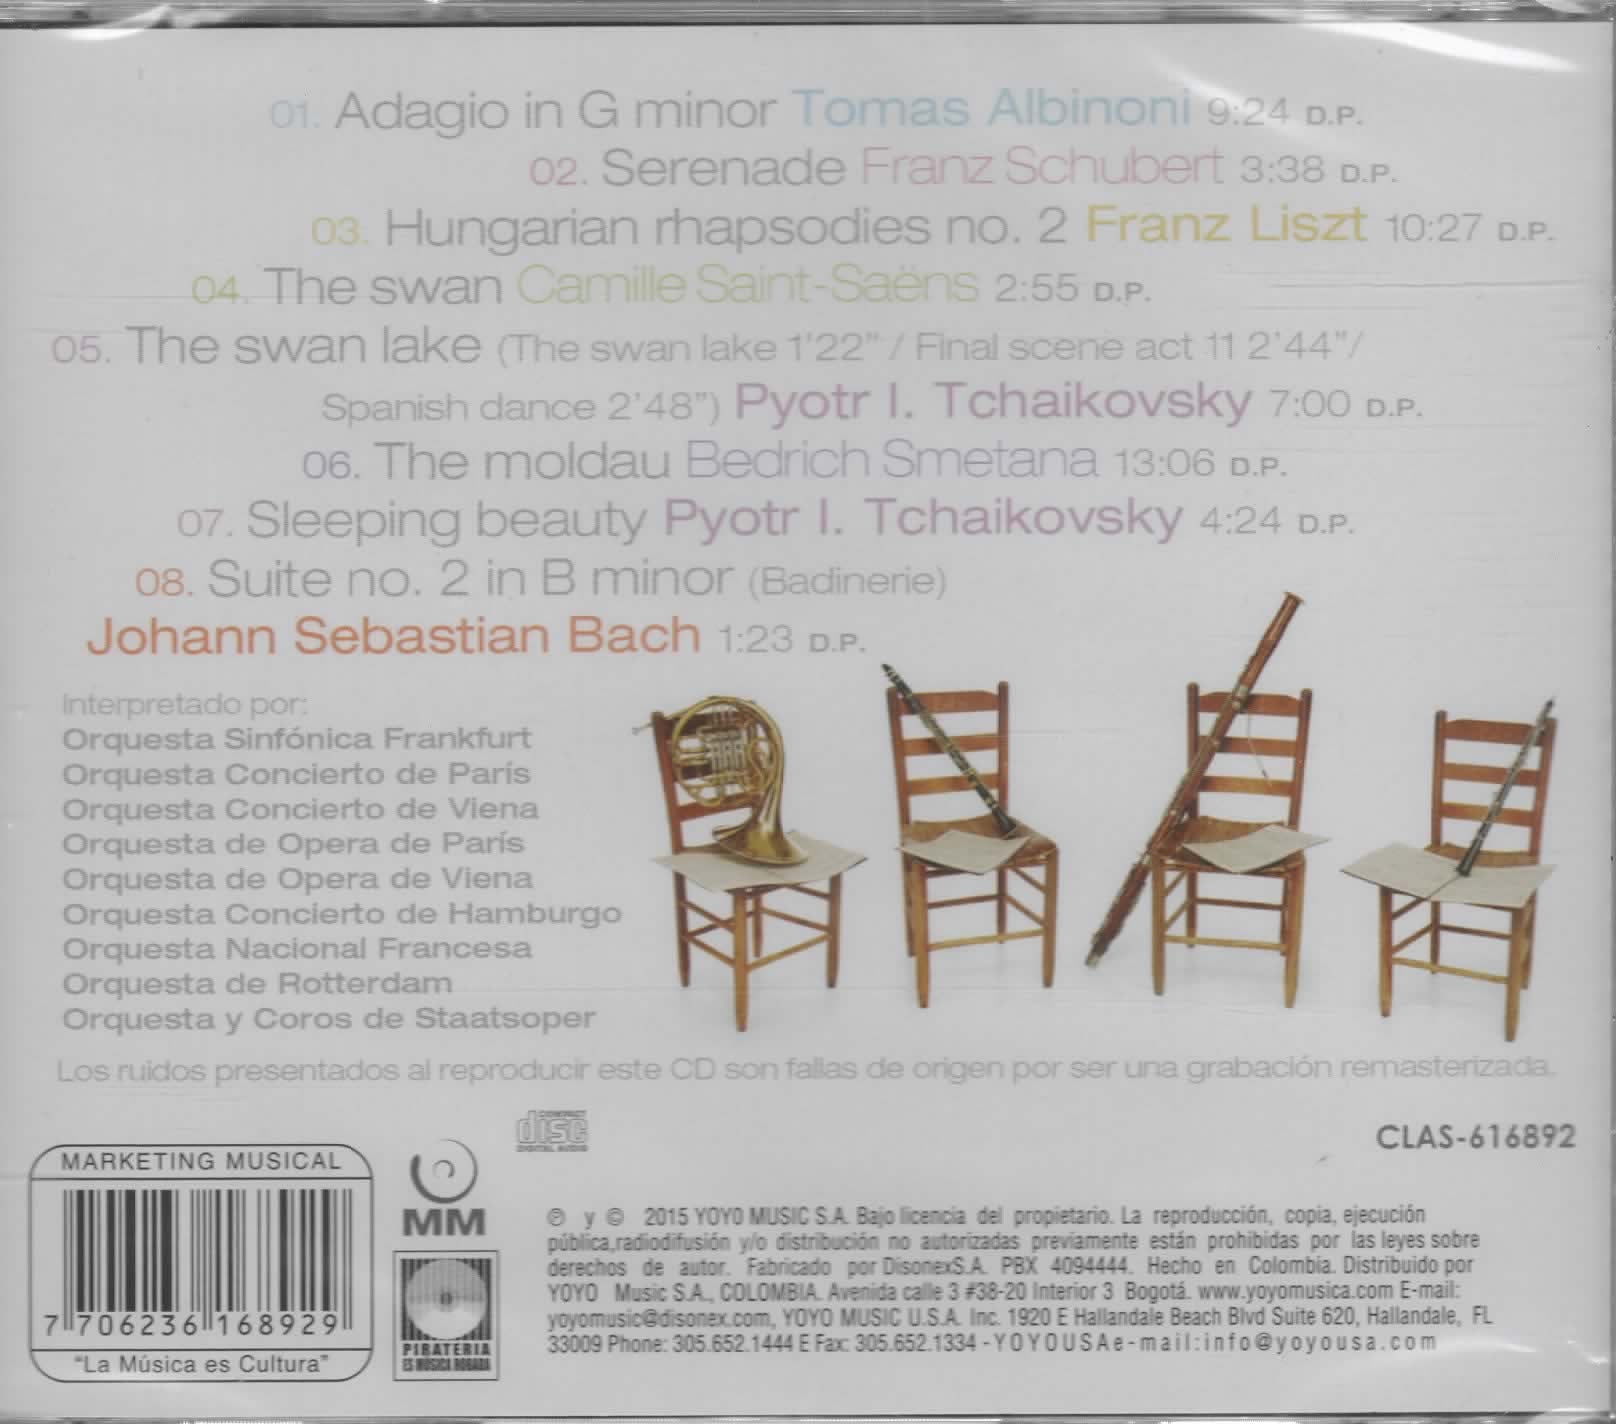 01. Adagio in G minor Tomas Albinoni 9:24 D.P.
02. Serenade Franz Schubert 3:38 D.P.
03. Hungarian rhapsodies no. 2 Franz Liszt 10:27 D.P.
04. The swan Camille Saint-Saëns 2:55 D.P.
05. The swan lake (The swan lake 1'22" / Final scene act 11 2'44"/
Spanish dance 2'48") Pyotr I. Tchaikovsky 7:00 D.P.
06. The moldau Bedrich Smetana 13:06 D.P.
07. Sleeping beauty Pyotr I. Tchaikovsky 4:24 D.P.
08. Suite no. 2 in B minor (Badinerie)
Johann Sebastian Bach 1:23 D.P.
Interpretado por:
Orquesta Sinfónica Frankfurt
Orquesta Concierto de París
Orquesta Concierto de Viena
Orquesta de Opera de París
Orquesta de Opera de Viena
Orquesta Concierto de Hamburgo
Orquesta Nacional Francesa
Orquesta de Rotterdam
Orquesta y Coros de Staatsoper
Los ruidos presentados al reproducir este CD son fallas de origen por ser una grabación remasterizada.
COMPACT
disc
DIGITAL AUDIO
CLAS-616892
MARKETING MUSICAL
7 706236 168929
"La Música es Cultura"
MM
PIRATERIA
ES MÚSICA ROBADA
℗ y © 2015 YOYO MUSIC S.A. Bajo licencia del propietario. La reproducción, copia, ejecución
pública,radiodifusión y/o distribución no autorizadas previamente están prohibidas por las leyes sobre
derechos de autor. Fabricado por DisonexS.A. PBX 4094444. Hecho en Colombia. Distribuido por
YOYO Music S.A., COLOMBIA. Avenida calle 3 #38-20 Interior 3 Bogotá. www.yoyomusica.com E-mail:
yoyomusic@disonex.com, YOYO MUSIC U.S.A. Inc. 1920 E Hallandale Beach Blvd Suite 620, Hallandale, FL
33009 Phone: 305.652.1444 E Fax: 305.652.1334 - Y O Y O U S A e - m a i l : i n f o @ y o y o u s a . c o m